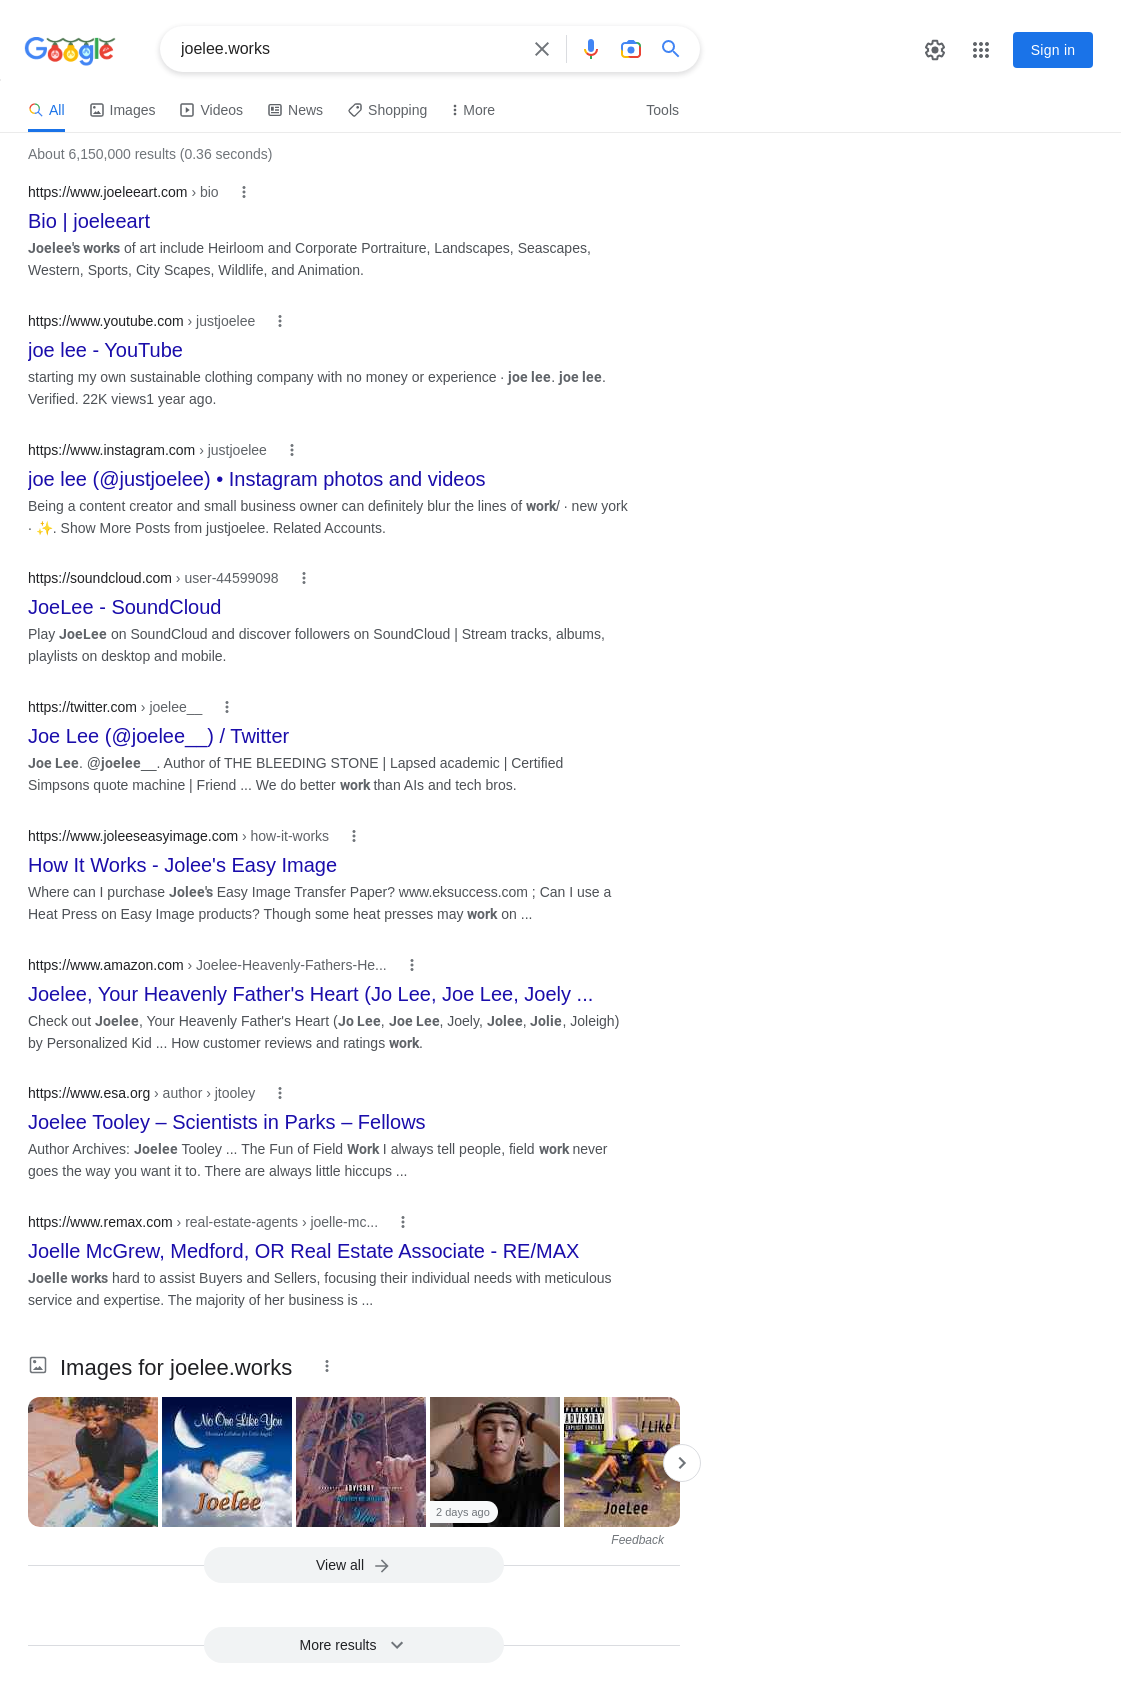 Google
joelee.works
Sign in
All
Images
Videos
News
Shopping
More
Tools
About 6,150,000 results (0.36 seconds)
https://www.joeleeart.com › bio
Bio | joeleeart
Joelee's works of art include Heirloom and Corporate Portraiture, Landscapes, Seascapes,
Western, Sports, City Scapes, Wildlife, and Animation.
https://www.youtube.com › justjoelee
joe lee - YouTube
starting my own sustainable clothing company with no money or experience · joe lee. joe lee.
Verified. 22K views1 year ago.
https://www.instagram.com › justjoelee
joe lee (@justjoelee) • Instagram photos and videos
Being a content creator and small business owner can definitely blur the lines of work/ · new york
· ✨. Show More Posts from justjoelee. Related Accounts.
https://soundcloud.com › user-44599098
JoeLee - SoundCloud
Play JoeLee on SoundCloud and discover followers on SoundCloud | Stream tracks, albums,
playlists on desktop and mobile.
https://twitter.com › joelee__
Joe Lee (@joelee__) / Twitter
Joe Lee. @joelee__. Author of THE BLEEDING STONE | Lapsed academic | Certified
Simpsons quote machine | Friend ... We do better work than AIs and tech bros.
https://www.joleeseasyimage.com › how-it-works
How It Works - Jolee's Easy Image
Where can I purchase Jolee's Easy Image Transfer Paper? www.eksuccess.com ; Can I use a
Heat Press on Easy Image products? Though some heat presses may work on ...
https://www.amazon.com › Joelee-Heavenly-Fathers-He...
Joelee, Your Heavenly Father's Heart (Jo Lee, Joe Lee, Joely ...
Check out Joelee, Your Heavenly Father's Heart (Jo Lee, Joe Lee, Joely, Jolee, Jolie, Joleigh)
by Personalized Kid ... How customer reviews and ratings work.
https://www.esa.org › author › jtooley
Joelee Tooley – Scientists in Parks – Fellows
Author Archives: Joelee Tooley ... The Fun of Field Work I always tell people, field work never
goes the way you want it to. There are always little hiccups ...
https://www.remax.com › real-estate-agents › joelle-mc...
Joelle McGrew, Medford, OR Real Estate Associate - RE/MAX
Joelle works hard to assist Buyers and Sellers, focusing their individual needs with meticulous
service and expertise. The majority of her business is ...
Images for joelee.works
No One Like You
Joelee
ADVISORY
PARENTAL
ADVISORY
EXPLICIT CONTENT
I Like
JoeLee
2 days ago
Feedback
View all
More results